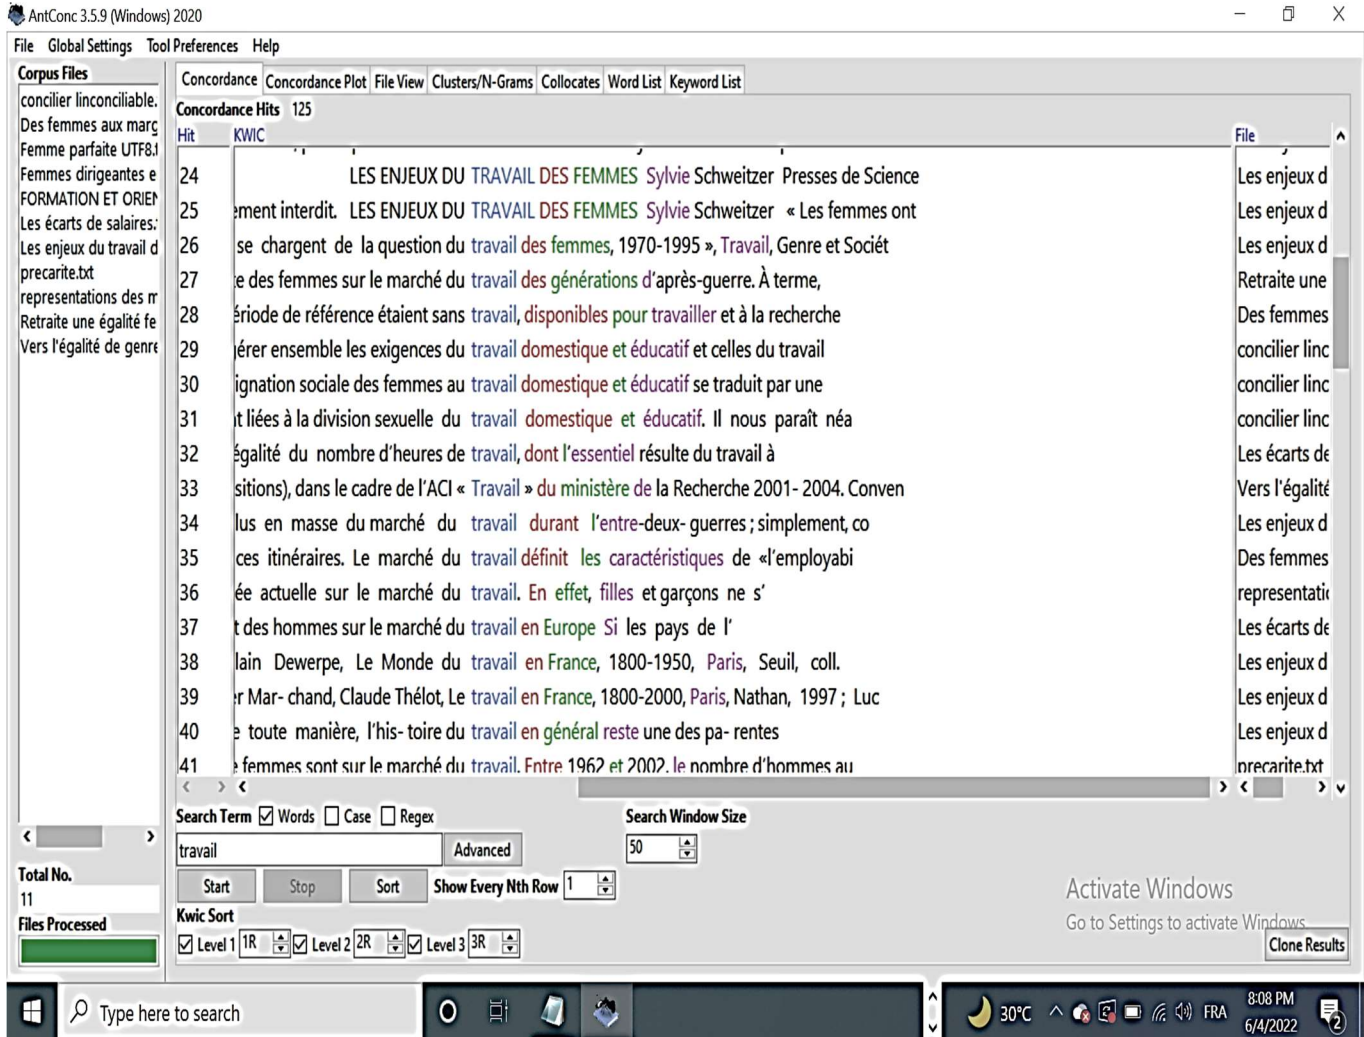 AntConc 3.5.9 (Windows) 2020
File Global Settings Tool Preferences Help
Corpus Files
concilier linconciliable.
Des femmes aux marg
Femme parfaite UTF8.t
Femmes dirigeantes e
FORMATION ET ORIEN
Les écarts de salaires.
Les enjeux du travail d
precarite.txt
representations des m
Retraite une égalité fe
Vers l'égalité de genre
Total No.
11
Files Processed
Concordance Concordance Plot File View Clusters/N-Grams Collocates Word List Keyword List
Concordance Hits 125
Hit KWIC File
24 LES ENJEUX DU TRAVAIL DES FEMMES Sylvie Schweitzer Presses de Science Les enjeux d
25 ement interdit. LES ENJEUX DU TRAVAIL DES FEMMES Sylvie Schweitzer « Les femmes ont Les enjeux d
26 se chargent de la question du travail des femmes, 1970-1995 », Travail, Genre et Sociét Les enjeux d
27 e des femmes sur le marché du travail des générations d'après-guerre. À terme, Retraite une
28 ériode de référence étaient sans travail, disponibles pour travailler et à la recherche Des femmes
29 gérer ensemble les exigences du travail domestique et éducatif et celles du travail concilier linc
30 ignation sociale des femmes au travail domestique et éducatif se traduit par une concilier linc
31 t liées à la division sexuelle du travail domestique et éducatif. Il nous paraît néa concilier linc
32 égalité du nombre d'heures de travail, dont l'essentiel résulte du travail à Les écarts de
33 sitions), dans le cadre de l'ACI « Travail » du ministère de la Recherche 2001- 2004. Conven Vers l'égalité
34 lus en masse du marché du travail durant l'entre-deux- guerres ; simplement, co Les enjeux d
35 ces itinéraires. Le marché du travail définit les caractéristiques de «l'employabi Des femmes
36 ée actuelle sur le marché du travail. En effet, filles et garçons ne s' representatio
37 t des hommes sur le marché du travail en Europe Si les pays de l' Les écarts de
38 lain Dewerpe, Le Monde du travail en France, 1800-1950, Paris, Seuil, coll. Les enjeux d
39 er Mar- chand, Claude Thélot, Le travail en France, 1800-2000, Paris, Nathan, 1997 ; Luc Les enjeux d
40 e toute manière, l'his- toire du travail en général reste une des pa- rentes Les enjeux d
41 e femmes sont sur le marché du travail. Entre 1962 et 2002, le nombre d'hommes au precarite.txt
Search Term Words Case Regex Search Window Size
travail Advanced 50
Start Stop Sort Show Every Nth Row 1
Kwic Sort
Level 1 1R Level 2 2R Level 3 3R
Activate Windows
Go to Settings to activate Windows.
Clone Results
Type here to search 30°C FRA 8:08 PM
6/4/2022 2